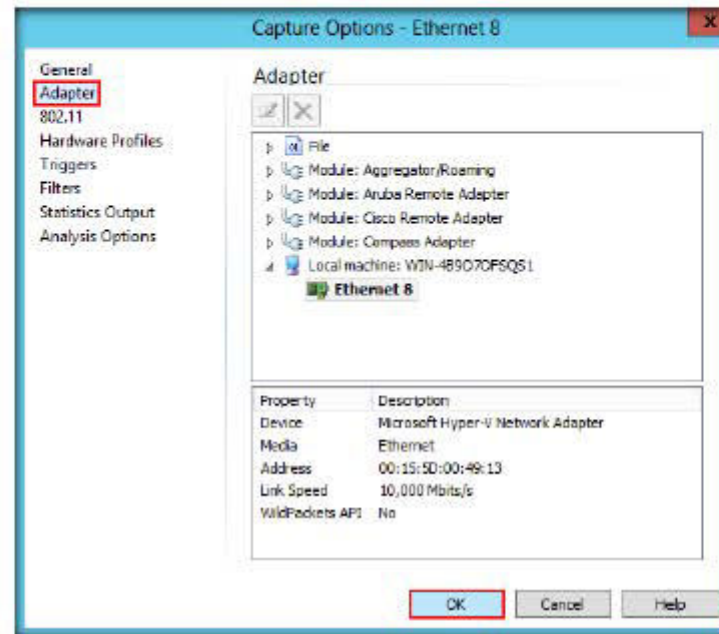 Capture Options - Ethernet 8
x
General
Adapter
802.11
Hardware Profiles
Triggers
Filters
Statistics Output
Analysis Options
Adapter
File
Module: Aggregator/Roaming
Module: Aruba Remote Adapter
Module: Cisco Remote Adapter
Module: Compass Adapter
Local machine:
Ethernet 8
Property Description
Device Microsoft Hyper-V Network Adapter
Media Ethernet
Address 00:15:5D:00:49:13
Link Speed 10,000 Mbits/s
WildPackets API No
OK Cancel Help